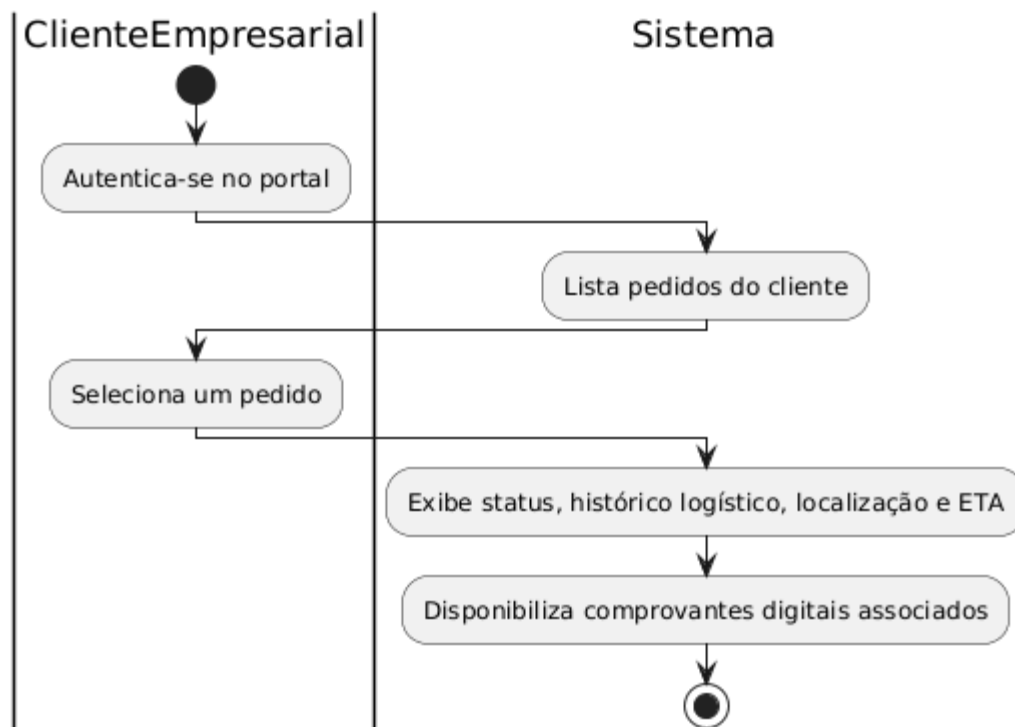 ClienteEmpresarial
Sistema
Autentica-se no portal
Lista pedidos do cliente
Seleciona um pedido
Exibe status, histórico logístico, localização e ETA
Disponibiliza comprovantes digitais associados